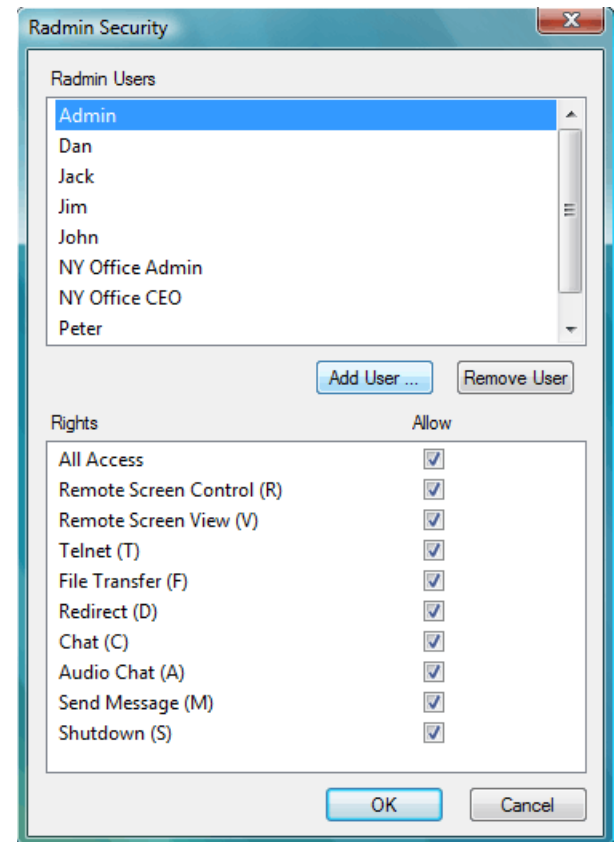 Radmin Security
Radmin Users
Admin
Dan
Jack
Jim
John
NY Office Admin
NY Office CEO
Peter
Add User ... Remove User
Rights Allow
All Access
Remote Screen Control (R)
Remote Screen View (V)
Telnet (T)
File Transfer (F)
Redirect (D)
Chat (C)
Audio Chat (A)
Send Message (M)
Shutdown (S)
OK Cancel